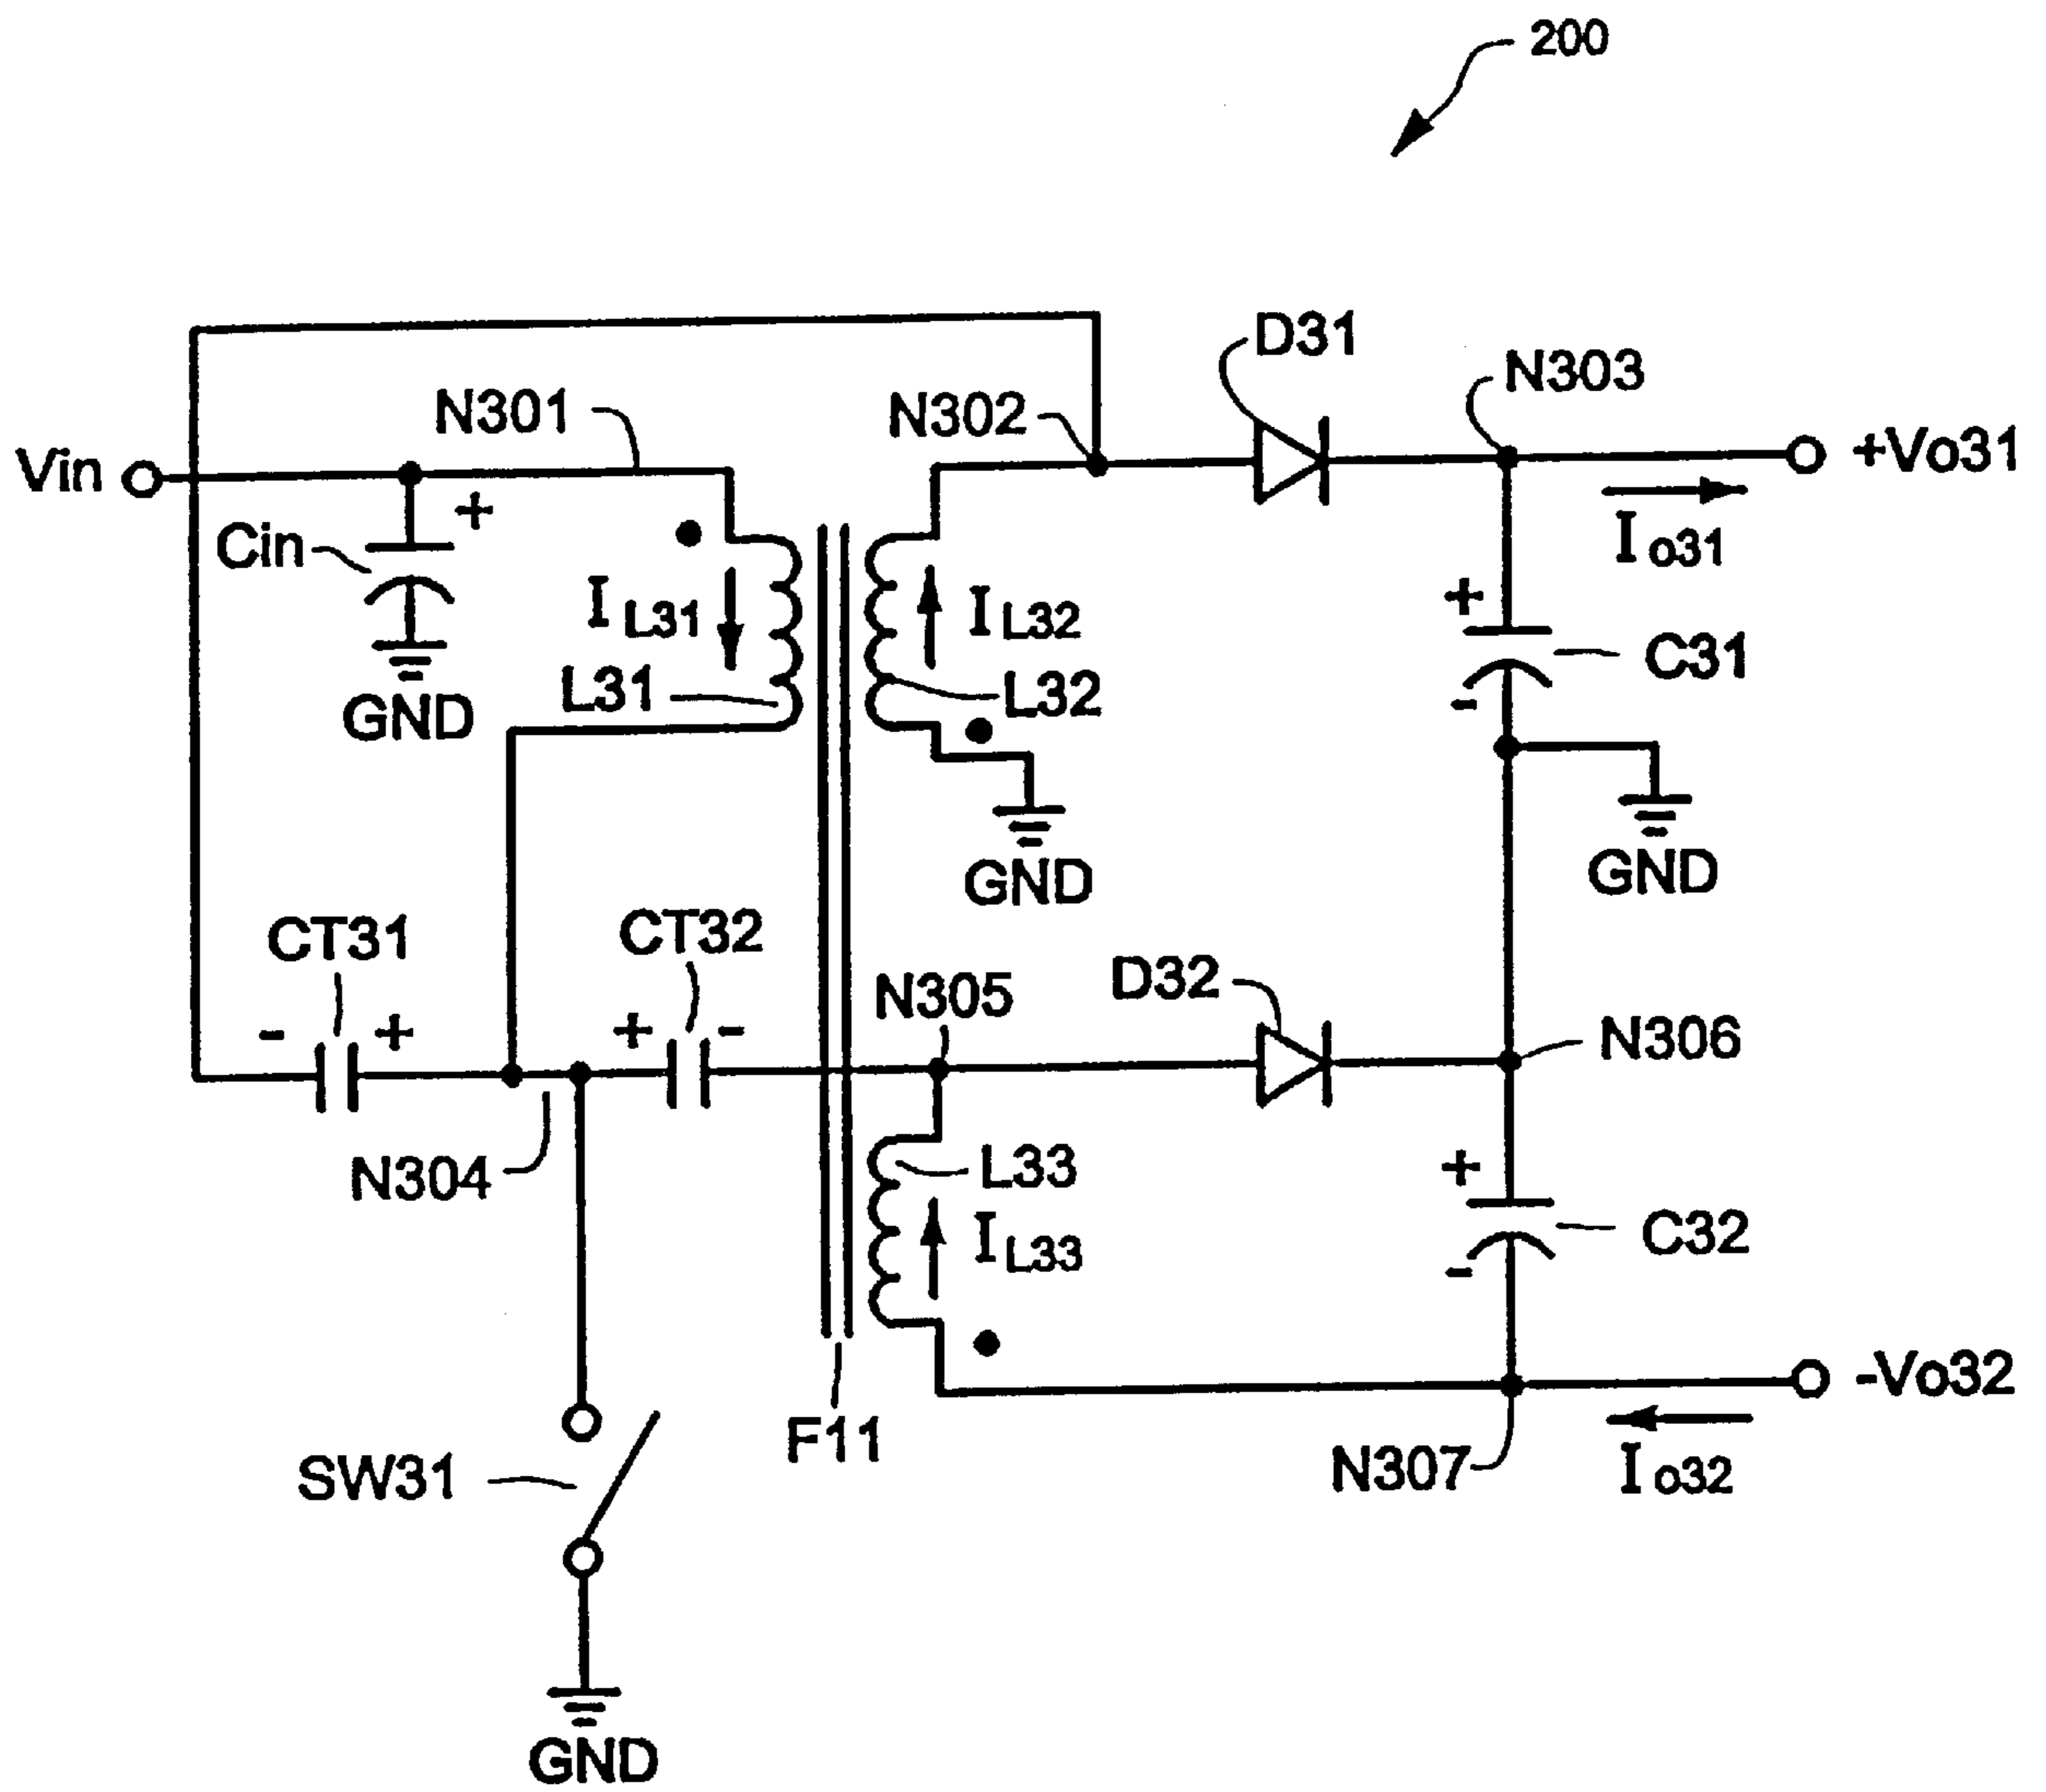 200
D31
N303
N301
N302
Vin
+Vo31
+
Cin
Io31
+
IL31
IL32
C31
L31
L32
-
GND
GND
GND
CT31
CT32
N305
D32
- +
+ -
N306
N304
L33
+
IL33
C32
-
-Vo32
F11
SW31
N307
Io32
GND